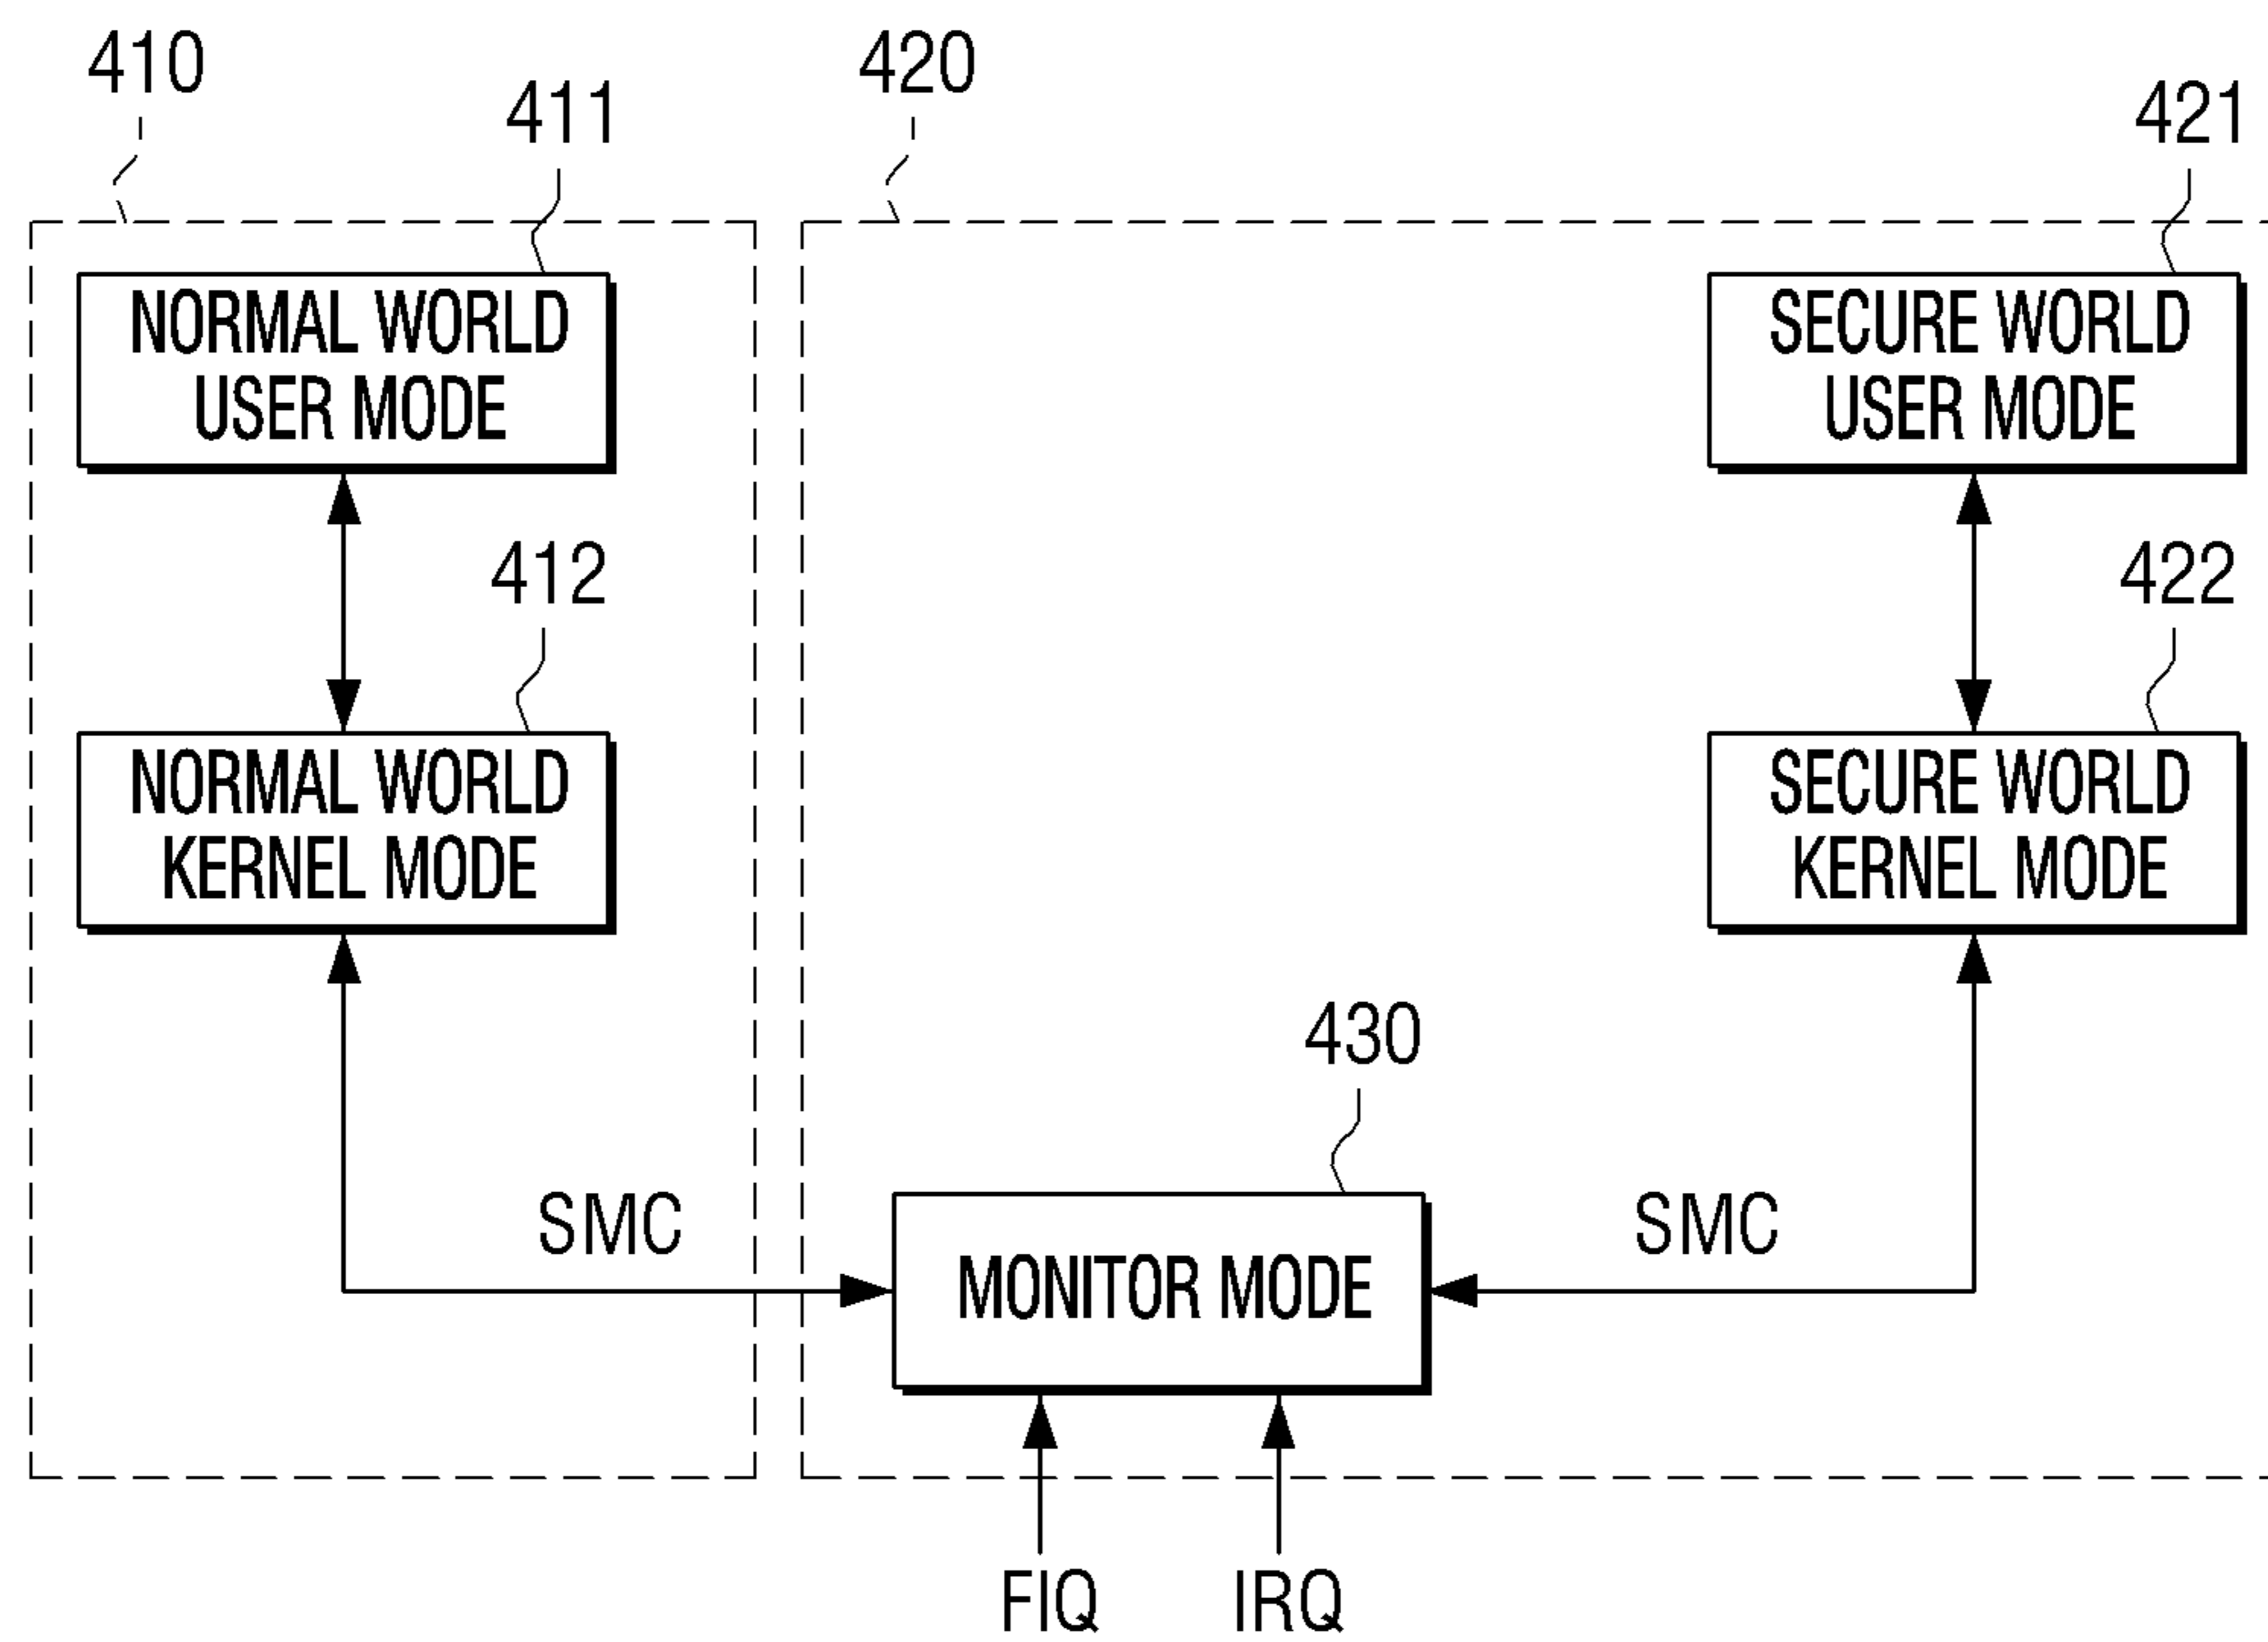 410
420
411
421
NORMAL WORLD
USER MODE
SECURE WORLD
USER MODE
412
422
NORMAL WORLD
KERNEL MODE
SECURE WORLD
KERNEL MODE
430
SMC
SMC
MONITOR MODE
FIQ
IRQ